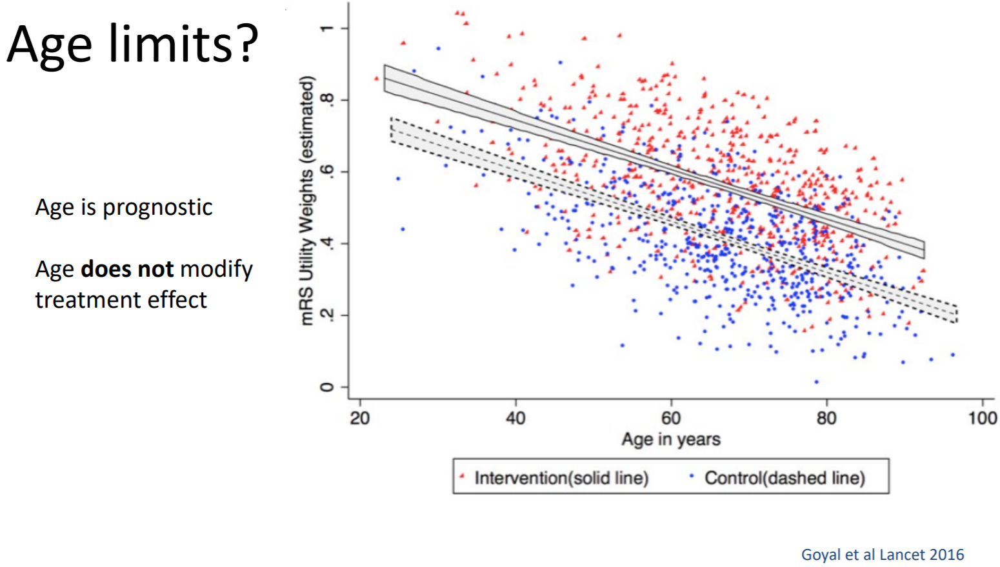 Age limits?
Age is prognostic
Age does not modify
treatment effect
mRS Utility Weights (estimated)
1
.8
.6
.4
.2
0
20 40 60 80 100
Age in years
Intervention(solid line) Control(dashed line)
Goyal et al Lancet 2016